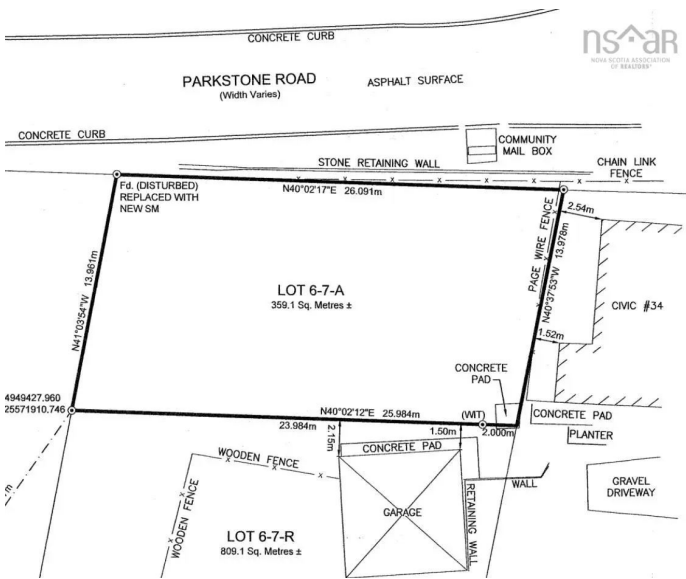 CONCRETE CURB
nsar
NOVA SCOTIA ASSOCIATION
OF REALTORS®
PARKSTONE ROAD
(Width Varies)
ASPHALT SURFACE
CONCRETE CURB
COMMUNITY
MAIL BOX
STONE RETAINING WALL
CHAIN LINK
FENCE
Fd. (DISTURBED)
REPLACED WITH
NEW SM
N40°02'17"E 26.091m
2.54m
PAGE WIRE FENCE
N40°37'53"W 13.978m
N41°03'54"W 13.961m
LOT 6-7-A
359.1 Sq. Metres ±
CIVIC #34
1.52m
CONCRETE
PAD
4949427.960
25571910.746
N40°02'12"E 25.984m
(WIT)
23.984m
2.15m
1.50m
2.000m
CONCRETE PAD
PLANTER
CONCRETE PAD
WOODEN FENCE
WOODEN FENCE
WALL
RETAINING WALL
GARAGE
GRAVEL
DRIVEWAY
LOT 6-7-R
809.1 Sq. Metres ±
m